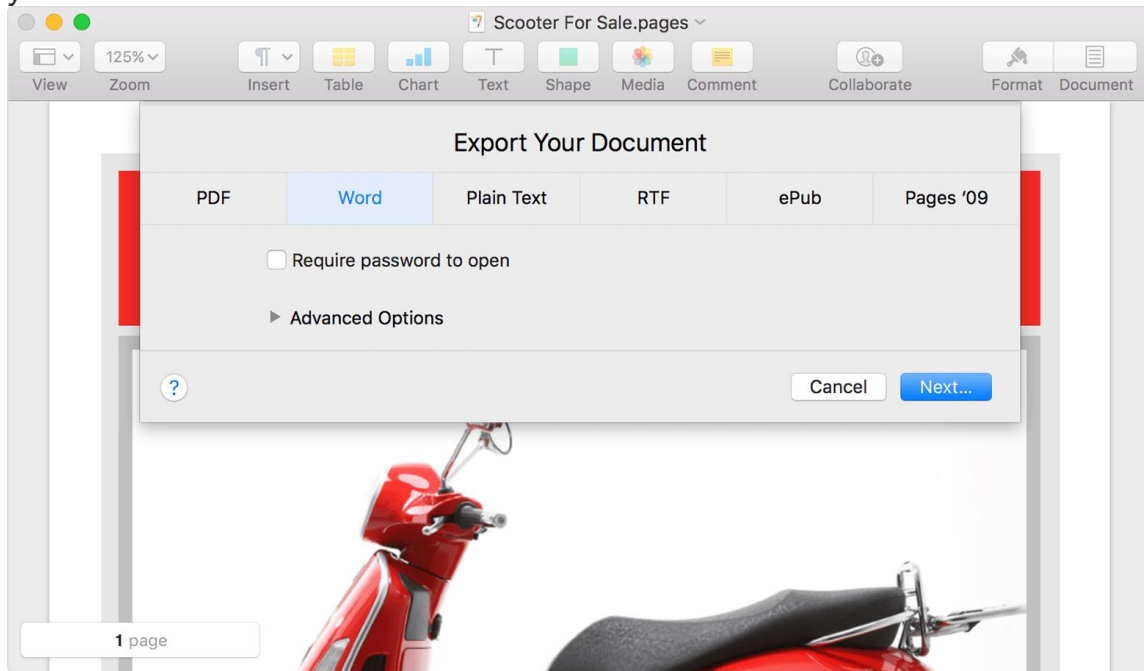 Scooter For Sale.pages
125%
View Zoom Insert Table Chart Text Shape Media Comment Collaborate Format Document
Export Your Document
PDF Word Plain Text RTF ePub Pages ’09
Require password to open
Advanced Options
? Cancel Next...
1 page